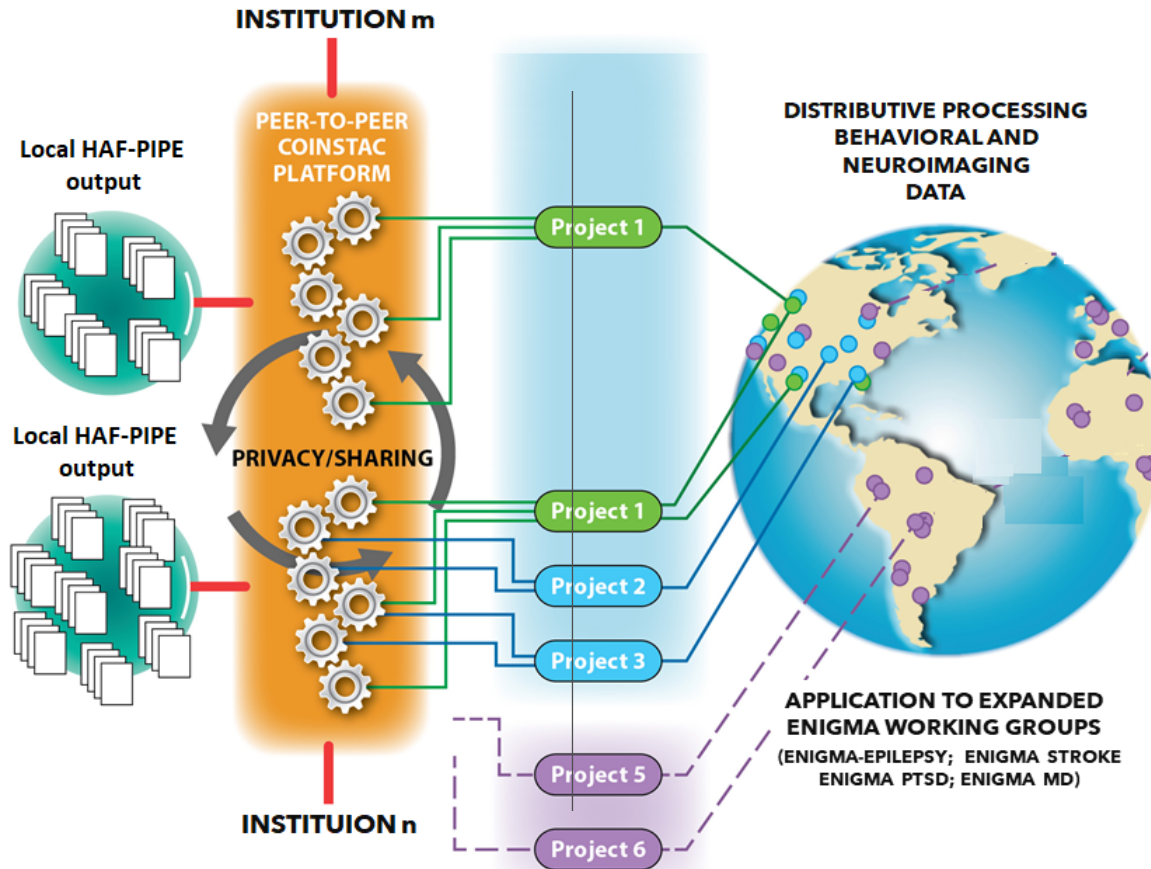 INSTITUTION m
PEER-TO-PEER
COINSTAC
PLATFORM
Local HAF-PIPE
output
Local HAF-PIPE
output
PRIVACY/SHARING
INSTITUION n
Project 1
Project 1
Project 2
Project 3
Project 5
Project 6
DISTRIBUTIVE PROCESSING
BEHAVIORAL AND
NEUROIMAGING
DATA
APPLICATION TO EXPANDED
ENIGMA WORKING GROUPS
(ENIGMA-EPILEPSY; ENIGMA STROKE
ENIGMA PTSD; ENIGMA MD)